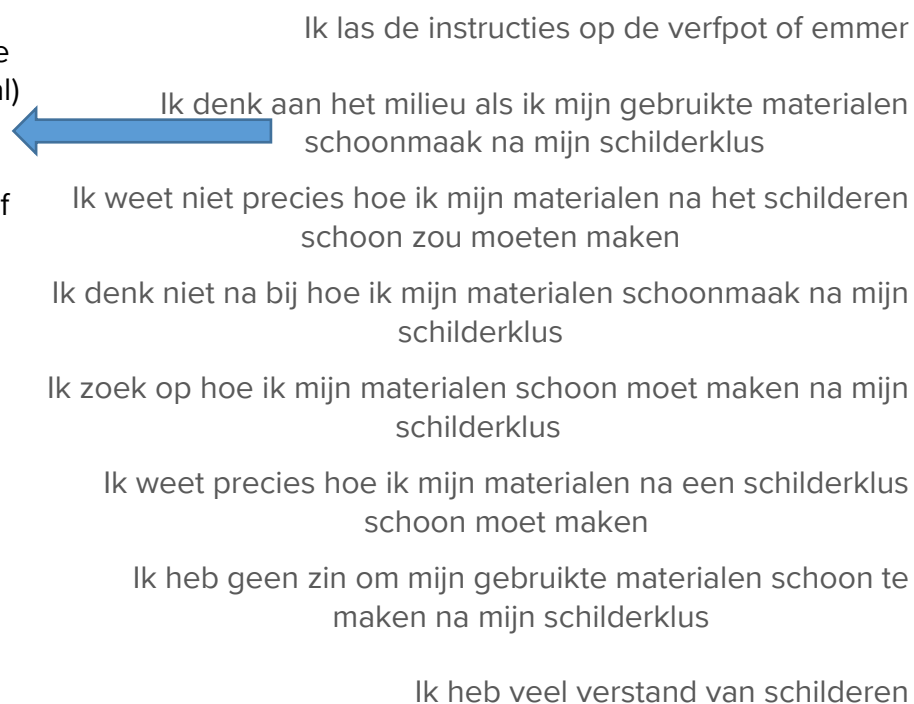 Ik las de instructies op de verfpot of emmer
e
al)
Ik denk aan het milieu als ik mijn gebruikte materialen
schoonmaak na mijn schilderklus
f
Ik weet niet precies hoe ik mijn materialen na het schilderen
schoon zou moeten maken
Ik denk niet na bij hoe ik mijn materialen schoonmaak na mijn
schilderklus
Ik zoek op hoe ik mijn materialen schoon moet maken na mijn
schilderklus
Ik weet precies hoe ik mijn materialen na een schilderklus
schoon moet maken
Ik heb geen zin om mijn gebruikte materialen schoon te
maken na mijn schilderklus
Ik heb veel verstand van schilderen